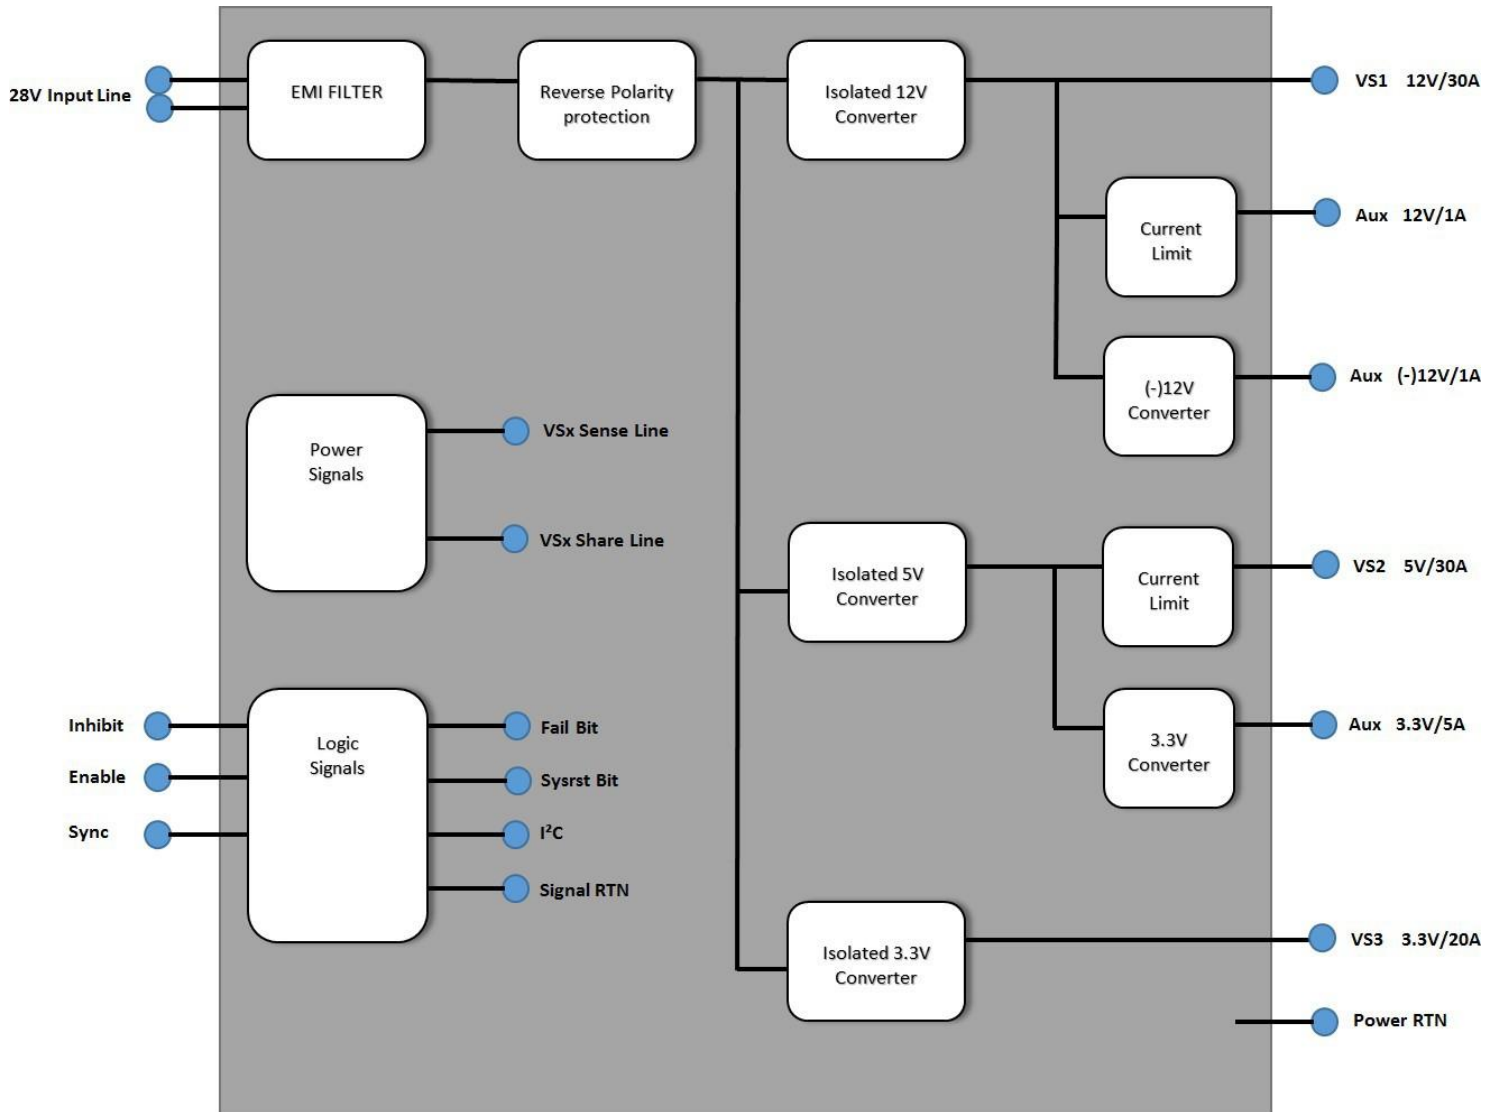 28V Input Line
EMI FILTER
Reverse Polarity
protection
Isolated 12V
Converter
VS1 12V/30A
Current
Limit
Aux 12V/1A
(-)12V
Converter
Aux (-)12V/1A
Power
Signals
VSx Sense Line
VSx Share Line
Isolated 5V
Converter
Current
Limit
VS2 5V/30A
3.3V
Converter
Aux 3.3V/5A
Inhibit
Enable
Sync
Logic
Signals
Fail Bit
Sysrst Bit
I²C
Signal RTN
Isolated 3.3V
Converter
VS3 3.3V/20A
Power RTN